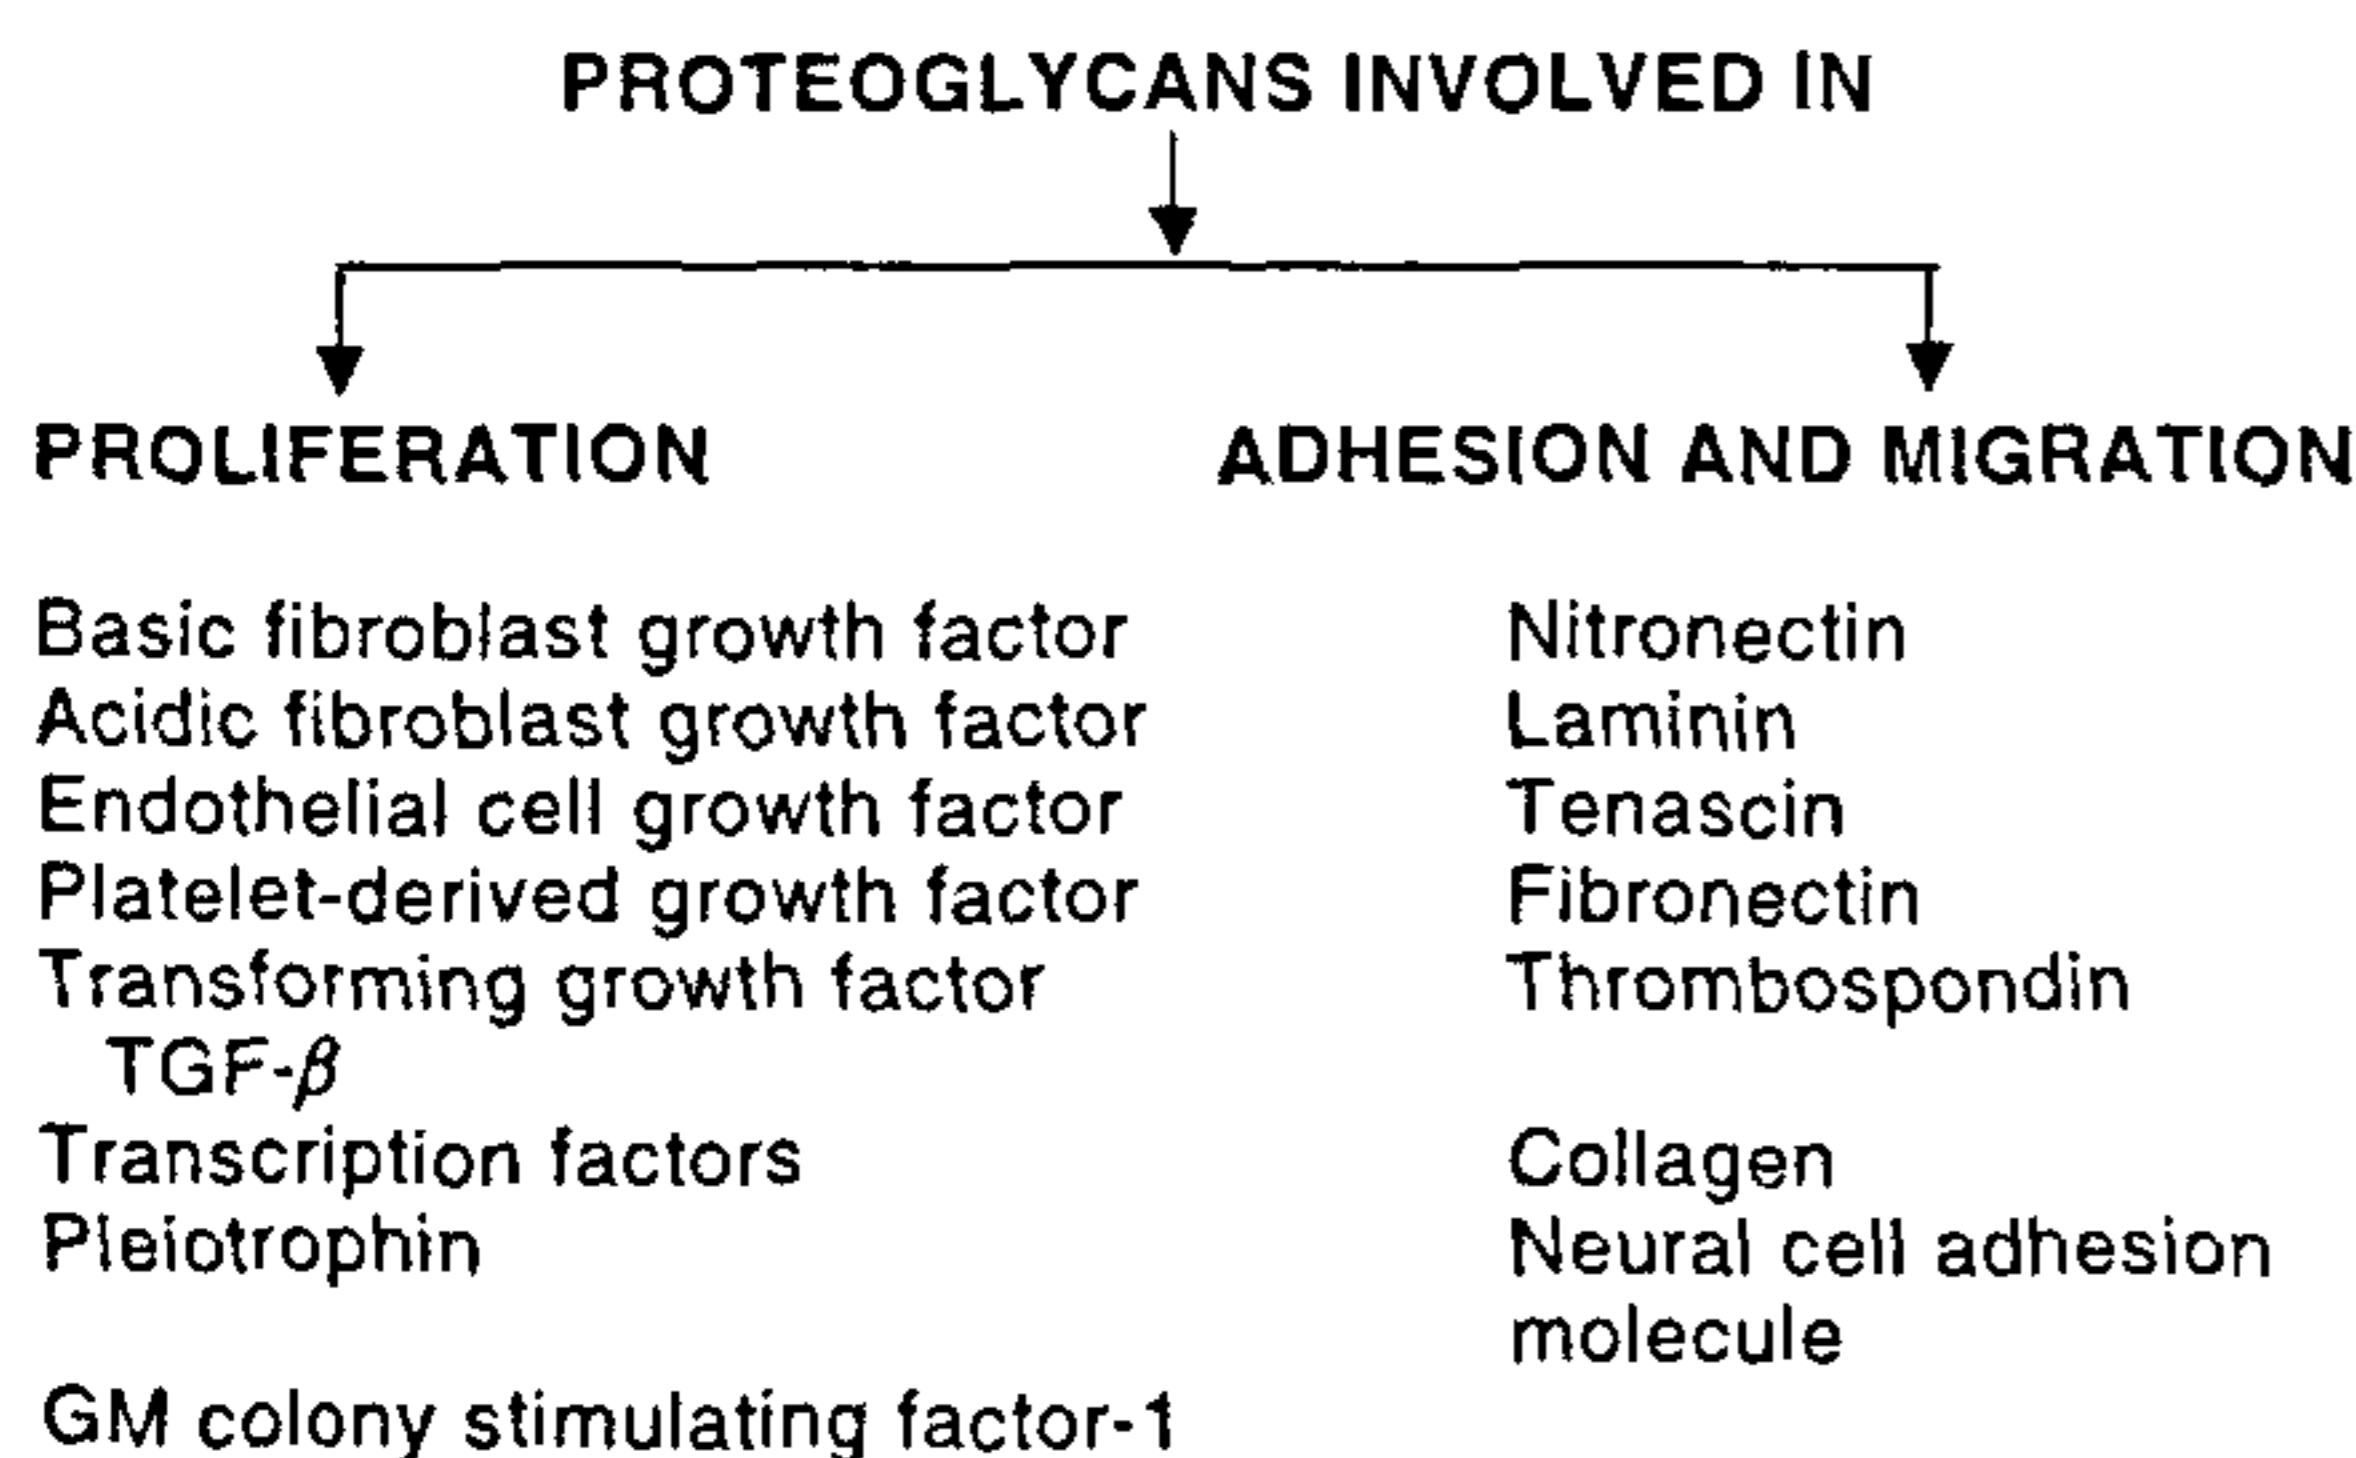 PROTEOGLYCANS INVOLVED IN
PROLIFERATION
Basic fibroblast growth factor
Acidic fibroblast growth factor
Endothelial cell growth factor
Platelet-derived growth factor
Transforming growth factor
TGF-β
Transcription factors
Pleiotrophin
GM colony stimulating factor-1
ADHESION AND MIGRATION
Nitronectin
Laminin
Tenascin
Fibronectin
Thrombospondin
Collagen
Neural cell adhesion
molecule